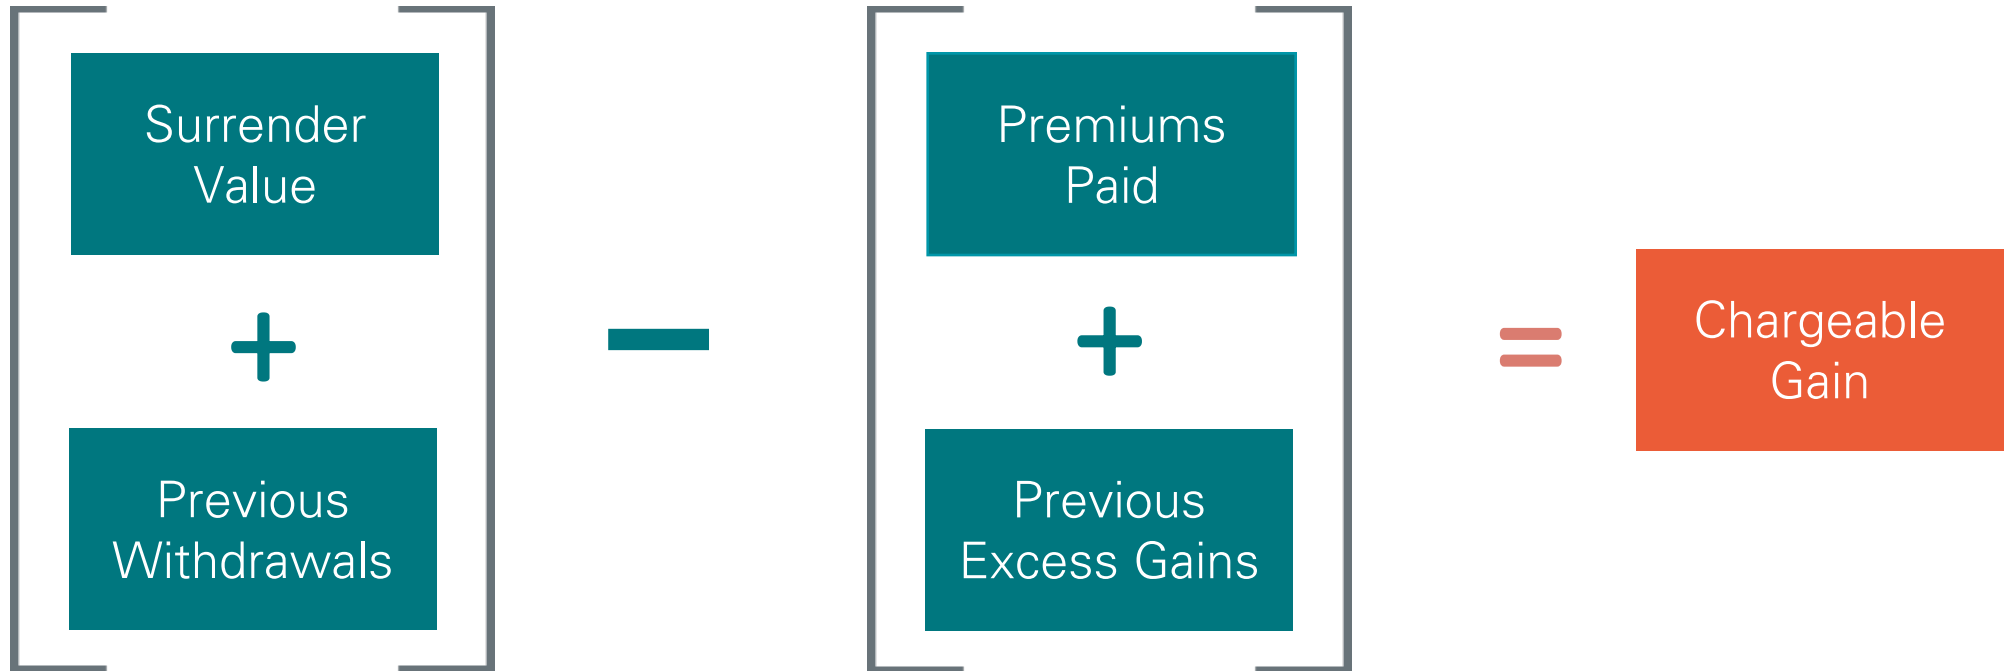 Surrender
Value
+
Previous
Withdrawals
−
Premiums
Paid
+
Previous
Excess Gains
=
Chargeable
Gain